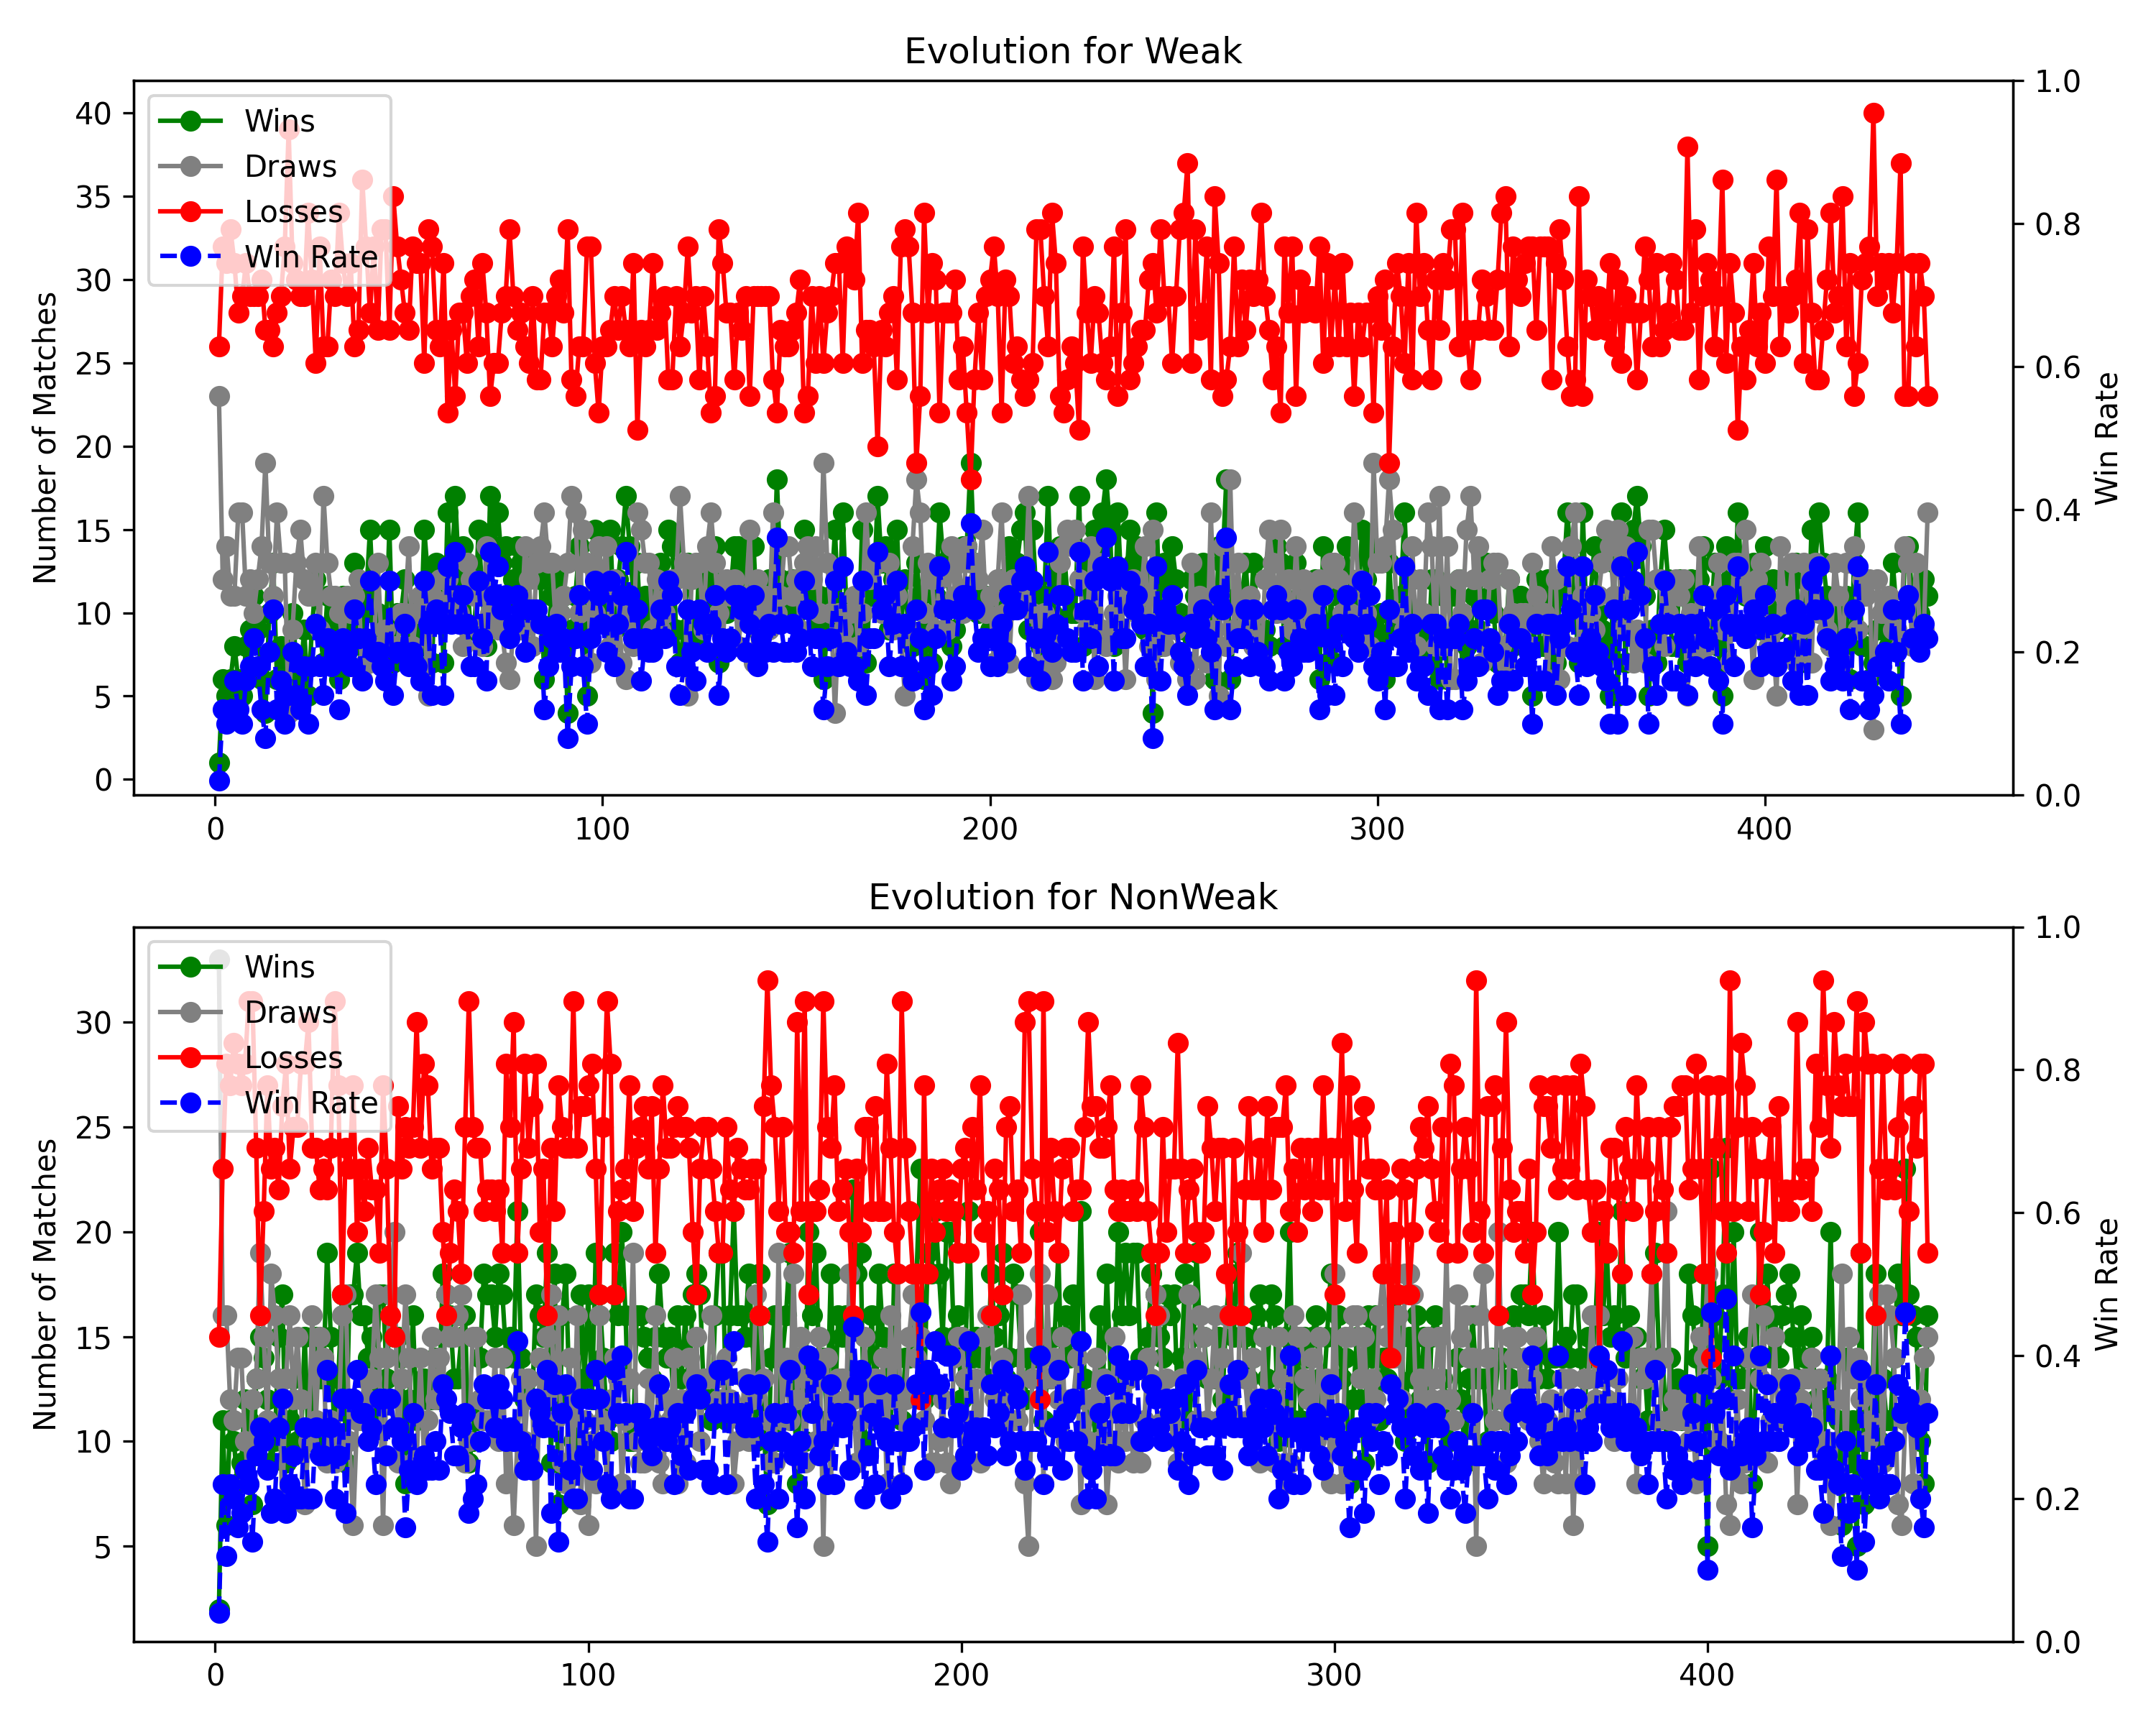 Evolution for Weak
Number of Matches
40
35
30
25
20
15
10
5
0
Wins
Draws
Losses
Win Rate
1.0
0.8
0.6
0.4
0.2
0.0
Win Rate
0 100 200 300 400
Evolution for NonWeak
Number of Matches
30
25
20
15
10
5
Wins
Draws
Losses
Win Rate
1.0
0.8
0.6
0.4
0.2
0.0
Win Rate
0 100 200 300 400